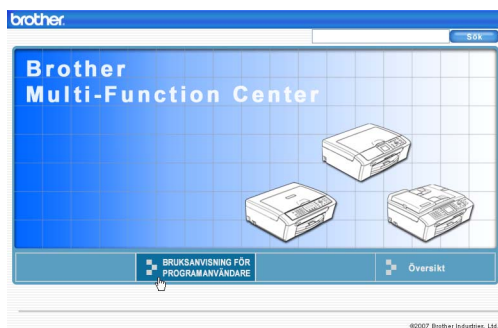 brother
Sök
Brother
Multi-Function Center
BRUKSANVISNING FÖR
PROGRAMANVÄNDARE
Översikt
©2007 Brother Industries, Ltd.